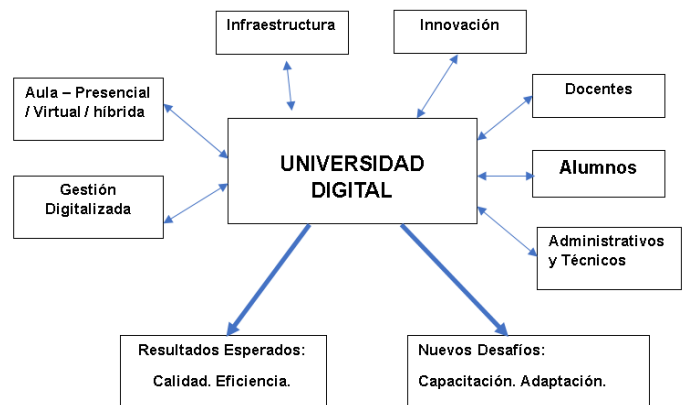 Infraestructura
Innovación
Aula – Presencial
/ Virtual / híbrida
Docentes
UNIVERSIDAD
DIGITAL
Alumnos
Gestión
Digitalizada
Administrativos
y Técnicos
Resultados Esperados:
Calidad. Eficiencia.
Nuevos Desafíos:
Capacitación. Adaptación.